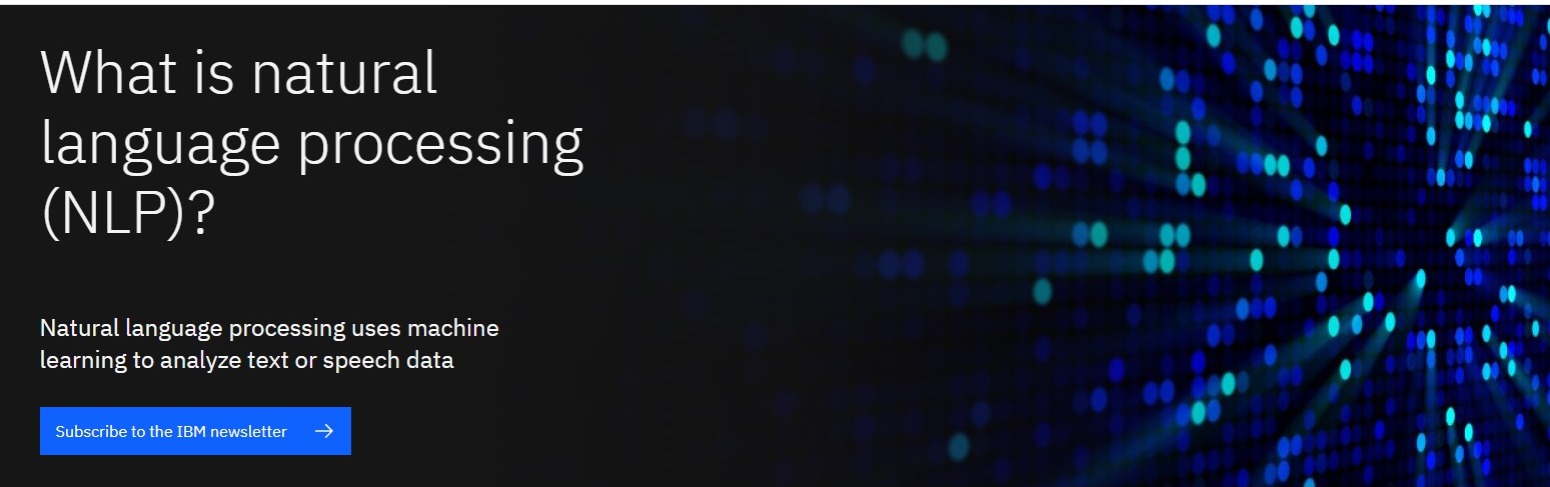 What is natural
language processing
(NLP)?
Natural language processing uses machine
learning to analyze text or speech data
Subscribe to the IBM newsletter →